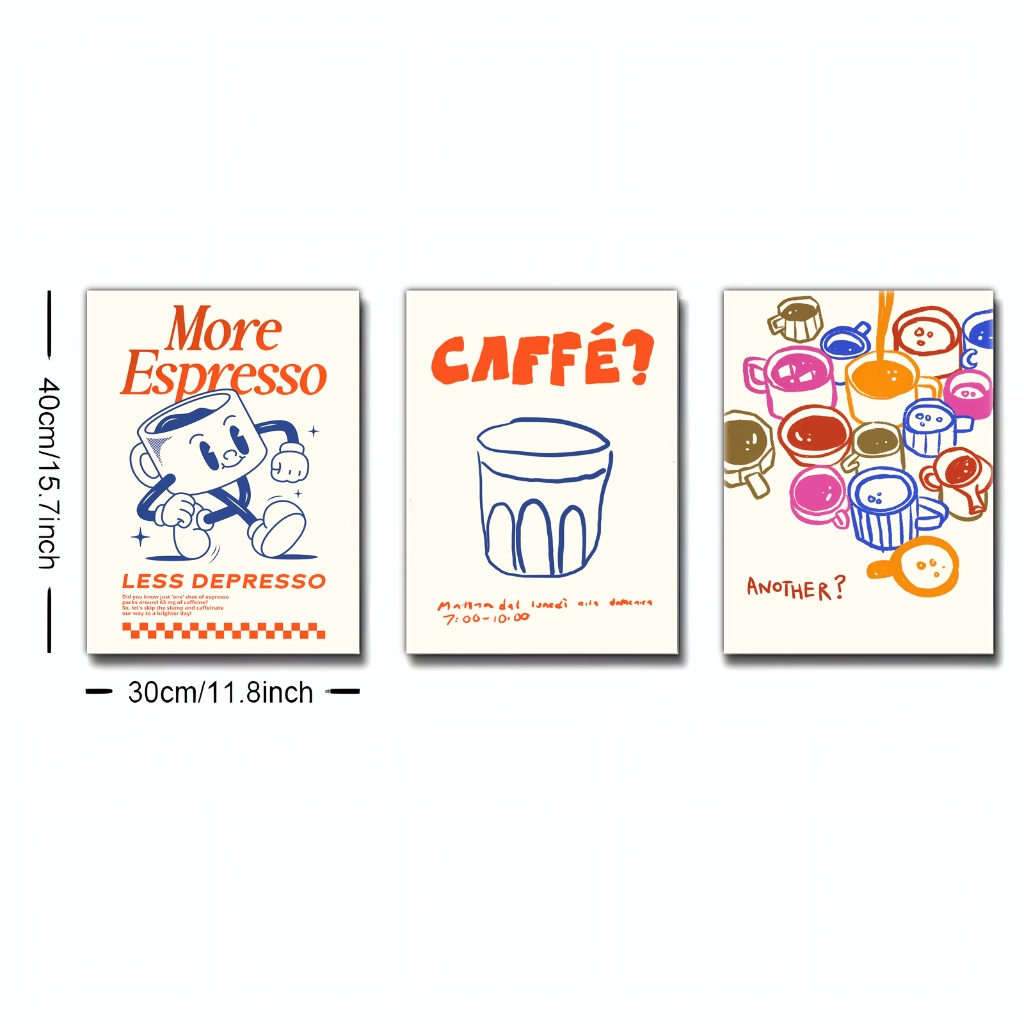 40cm/15.7inch
More
Espresso
LESS DEPRESSO
Did you know just 'one' shot of espresso
packs around 63 mg of caffeine?
So, let's skip the slump and caffeinate
our way to a brighter day!
30cm/11.8inch
CAFFÉ?
dal lunedì alla domenica
7:00-10:00
ANOTHER?